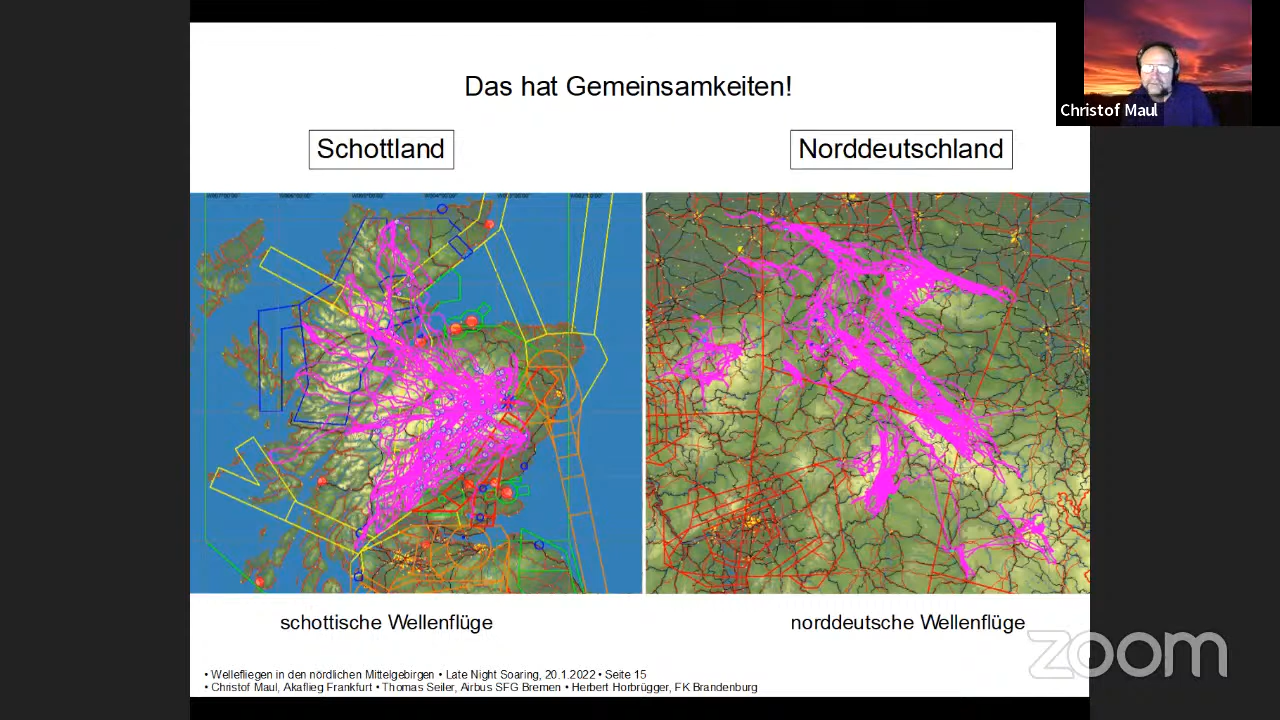 Das hat Gemeinsamkeiten!
Christof Maul
Schottland
Norddeutschland
schottische Wellenflüge
norddeutsche Wellenflüge
• Wellefliegen in den nördlichen Mittelgebirgen • Late Night Soaring, 20.1.2022 • Seite 15
• Christof Maul, Akaflieg Frankfurt • Thomas Seiler, Airbus SFG Bremen • Herbert Horbrügger, FK Brandenburg
zoom